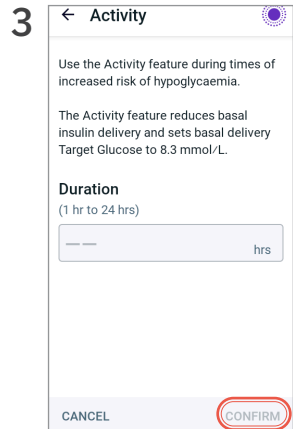 3
← Activity
Use the Activity feature during times of
increased risk of hypoglycaemia.
The Activity feature reduces basal
insulin delivery and sets basal delivery
Target Glucose to 8.3 mmol/L.
Duration
(1 hr to 24 hrs)
—— hrs
CANCEL CONFIRM